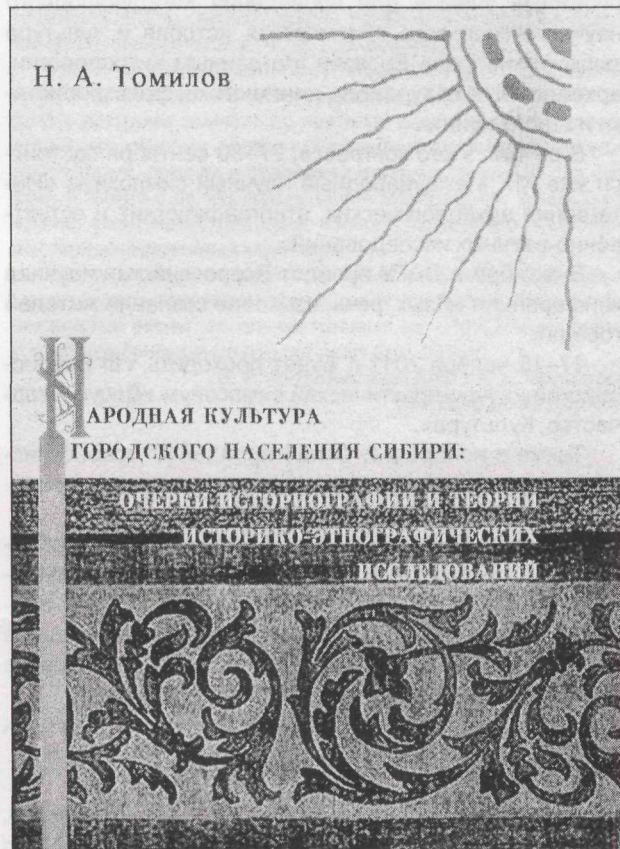 Н. А. Томилов
НАРОДНАЯ КУЛЬТУРА
ГОРОДСКОГО НАСЕЛЕНИЯ СИБИРИ:
ОЧЕРКИ ИСТОРИОГРАФИИ И ТЕОРИИ
ИСТОРИКО-ЭТНОГРАФИЧЕСКИХ
ИССЛЕДОВАНИЙ